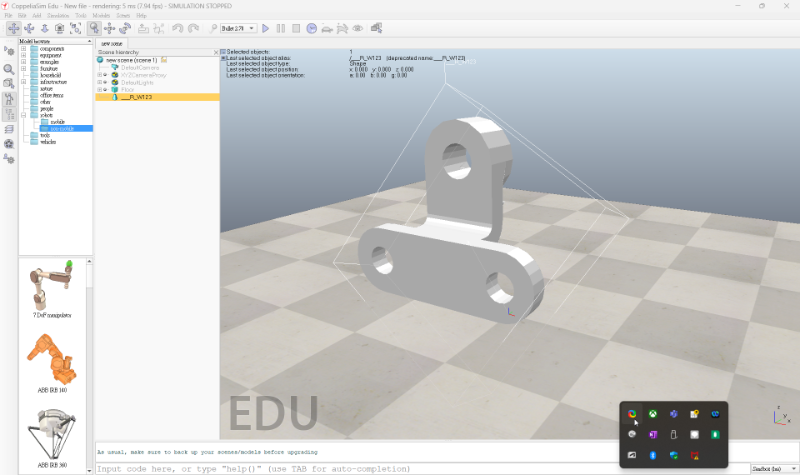 CoppeliaSim Edu - New file - rendering: 5 ms (7.94 fps) - SIMULATION STOPPED
File Edit Add Simulation Tools Modules Scenes Help
Bullet 2.78
Model browser
components
equipment
examples
furniture
household
infrastructure
nature
office items
other
people
robots
mobile
non-mobile
tools
vehicles
7 DoF manipulator
ABB IRB 140
ABB IRB 360
new scene
Scene hierarchy
new scene (scene 1)
DefaultCamera
XYZCameraProxy
DefaultLights
Floor
___R_W123
Selected objects: 1
Last selected object alias: /___R_W123 (deprecated name: ___R_W123)
Last selected object type: Shape
Last selected object position: x: 0.000 y: 0.000 z: 0.000
Last selected object orientation: a: 0.00 b: 0.00 g: 0.00
EDU
z
y
x
As usual, make sure to back up your scenes/models before upgrading
Input code here, or type "help()" (use TAB for auto-completion)
Sandbox (lua)